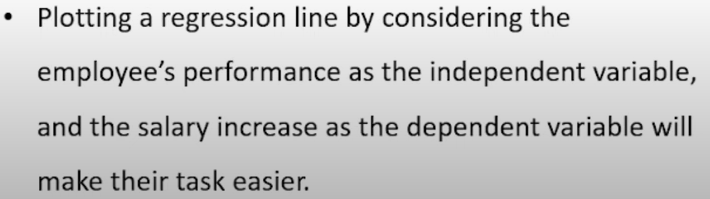 • Plotting a regression line by considering the
employee’s performance as the independent variable,
and the salary increase as the dependent variable will
make their task easier.